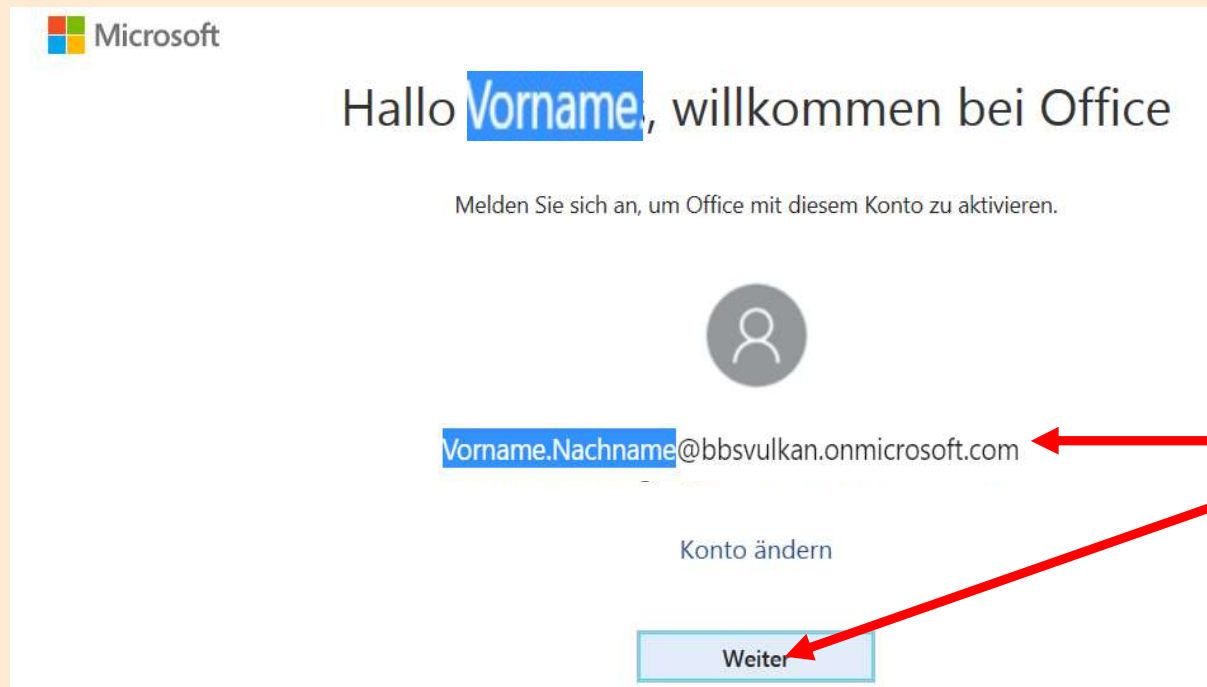 Microsoft
Hallo Vorname, willkommen bei Office
Melden Sie sich an, um Office mit diesem Konto zu aktivieren.
Vorname.Nachname@bbsvulkan.onmicrosoft.com
Konto ändern
Weiter